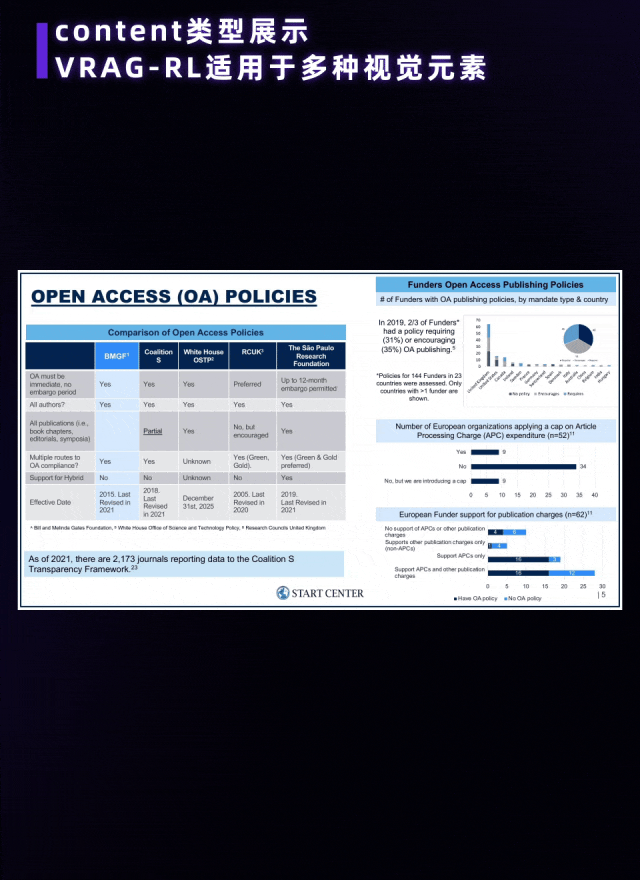 content类型展示
VRAG-RL适用于多种视觉元素
OPEN ACCESS (OA) POLICIES
Comparison of Open Access Policies
BMGF¹
Coalition S
White House OSTP²
RCUK³
The São Paulo Research Foundation
OA must be immediate, no embargo period
Yes
Yes
Yes
Preferred
Up to 12-month embargo permitted
All authors?
Yes
Yes
Yes
Yes
Yes
All publications (i.e., book chapters, editorials, symposia)
Partial
Yes
No, but encouraged
Yes
Multiple routes to OA compliance?
Yes
Yes
Unknown
Yes (Green, Gold).
Yes (Green & Gold preferred)
Support for Hybrid
No
No
Unknown
Yes
Yes
Effective Date
2015. Last Revised in 2021
2018. Last Revised in 2021
December 31st, 2025
2005. Last Revised in 2020
2019. Last Revised in 2021
Bill and Melinda Gates Foundation, White House Office of Science and Technology Policy, Research Councils United Kingdom
As of 2021, there are 2,173 journals reporting data to the Coalition S
Transparency Framework.²³
START CENTER
Funders Open Access Publishing Policies
# of Funders with OA publishing policies, by mandate type & country
In 2019, 2/3 of Funders*
had a policy requiring
(31%) or encouraging
(35%) OA publishing.⁵
*Policies for 144 Funders in 23
countries were assessed. Only
countries with >1 funder are
shown.
70
60
50
40
30
20
10
0
No policy Encourages Requires
Number of European organizations applying a cap on Article
Processing Charge (APC) expenditure (n=52)¹¹
Yes 9
No 34
No, but we are introducing a cap 9
0 5 10 15 20 25 30 35 40
European Funder support for publication charges (n=62)¹¹
No support of APCs or other publication charges 4 6
Supports other publication charges only (non-APCs) 4
Support APCs only 16 3
Support APCs and other publication charges 16 12
0 5 10 15 20 25 30
Have OA policy No OA policy
| 5